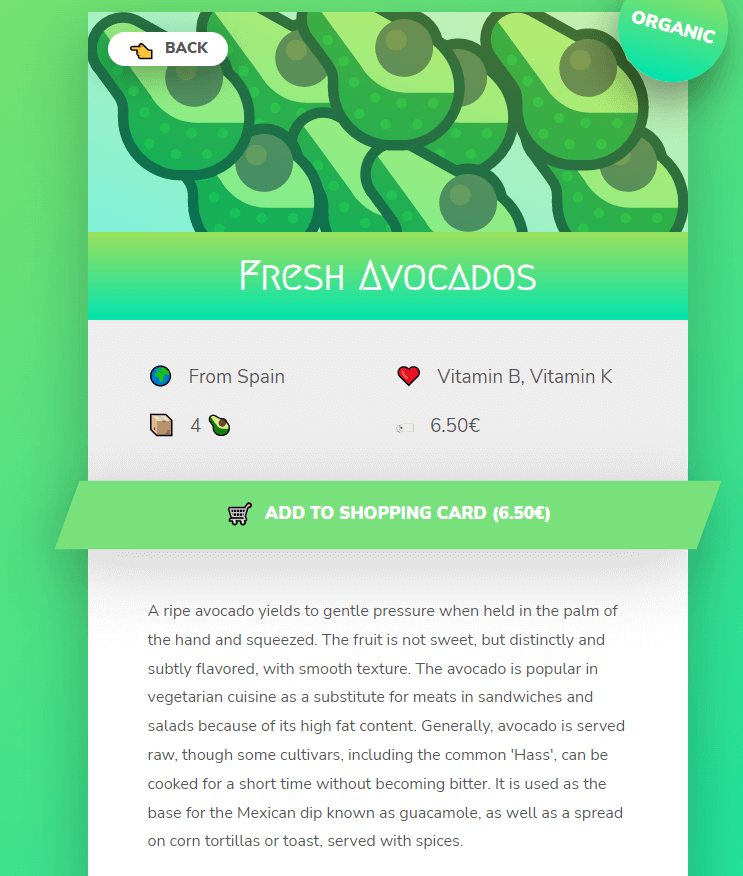 BACK
ORGANIC
Fresh Avocados
From Spain
Vitamin B, Vitamin K
4
6.50€
ADD TO SHOPPING CARD (6.50€)
A ripe avocado yields to gentle pressure when held in the palm of
the hand and squeezed. The fruit is not sweet, but distinctly and
subtly flavored, with smooth texture. The avocado is popular in
vegetarian cuisine as a substitute for meats in sandwiches and
salads because of its high fat content. Generally, avocado is served
raw, though some cultivars, including the common 'Hass', can be
cooked for a short time without becoming bitter. It is used as the
base for the Mexican dip known as guacamole, as well as a spread
on corn tortillas or toast, served with spices.